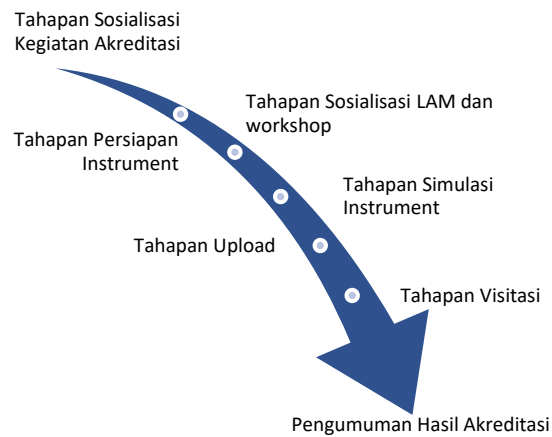 Tahapan Sosialisasi
Kegiatan Akreditasi
Tahapan Sosialisasi LAM dan
workshop
Tahapan Persiapan
Instrument
Tahapan Simulasi
Instrument
Tahapan Upload
Tahapan Visitasi
Pengumuman Hasil Akreditasi